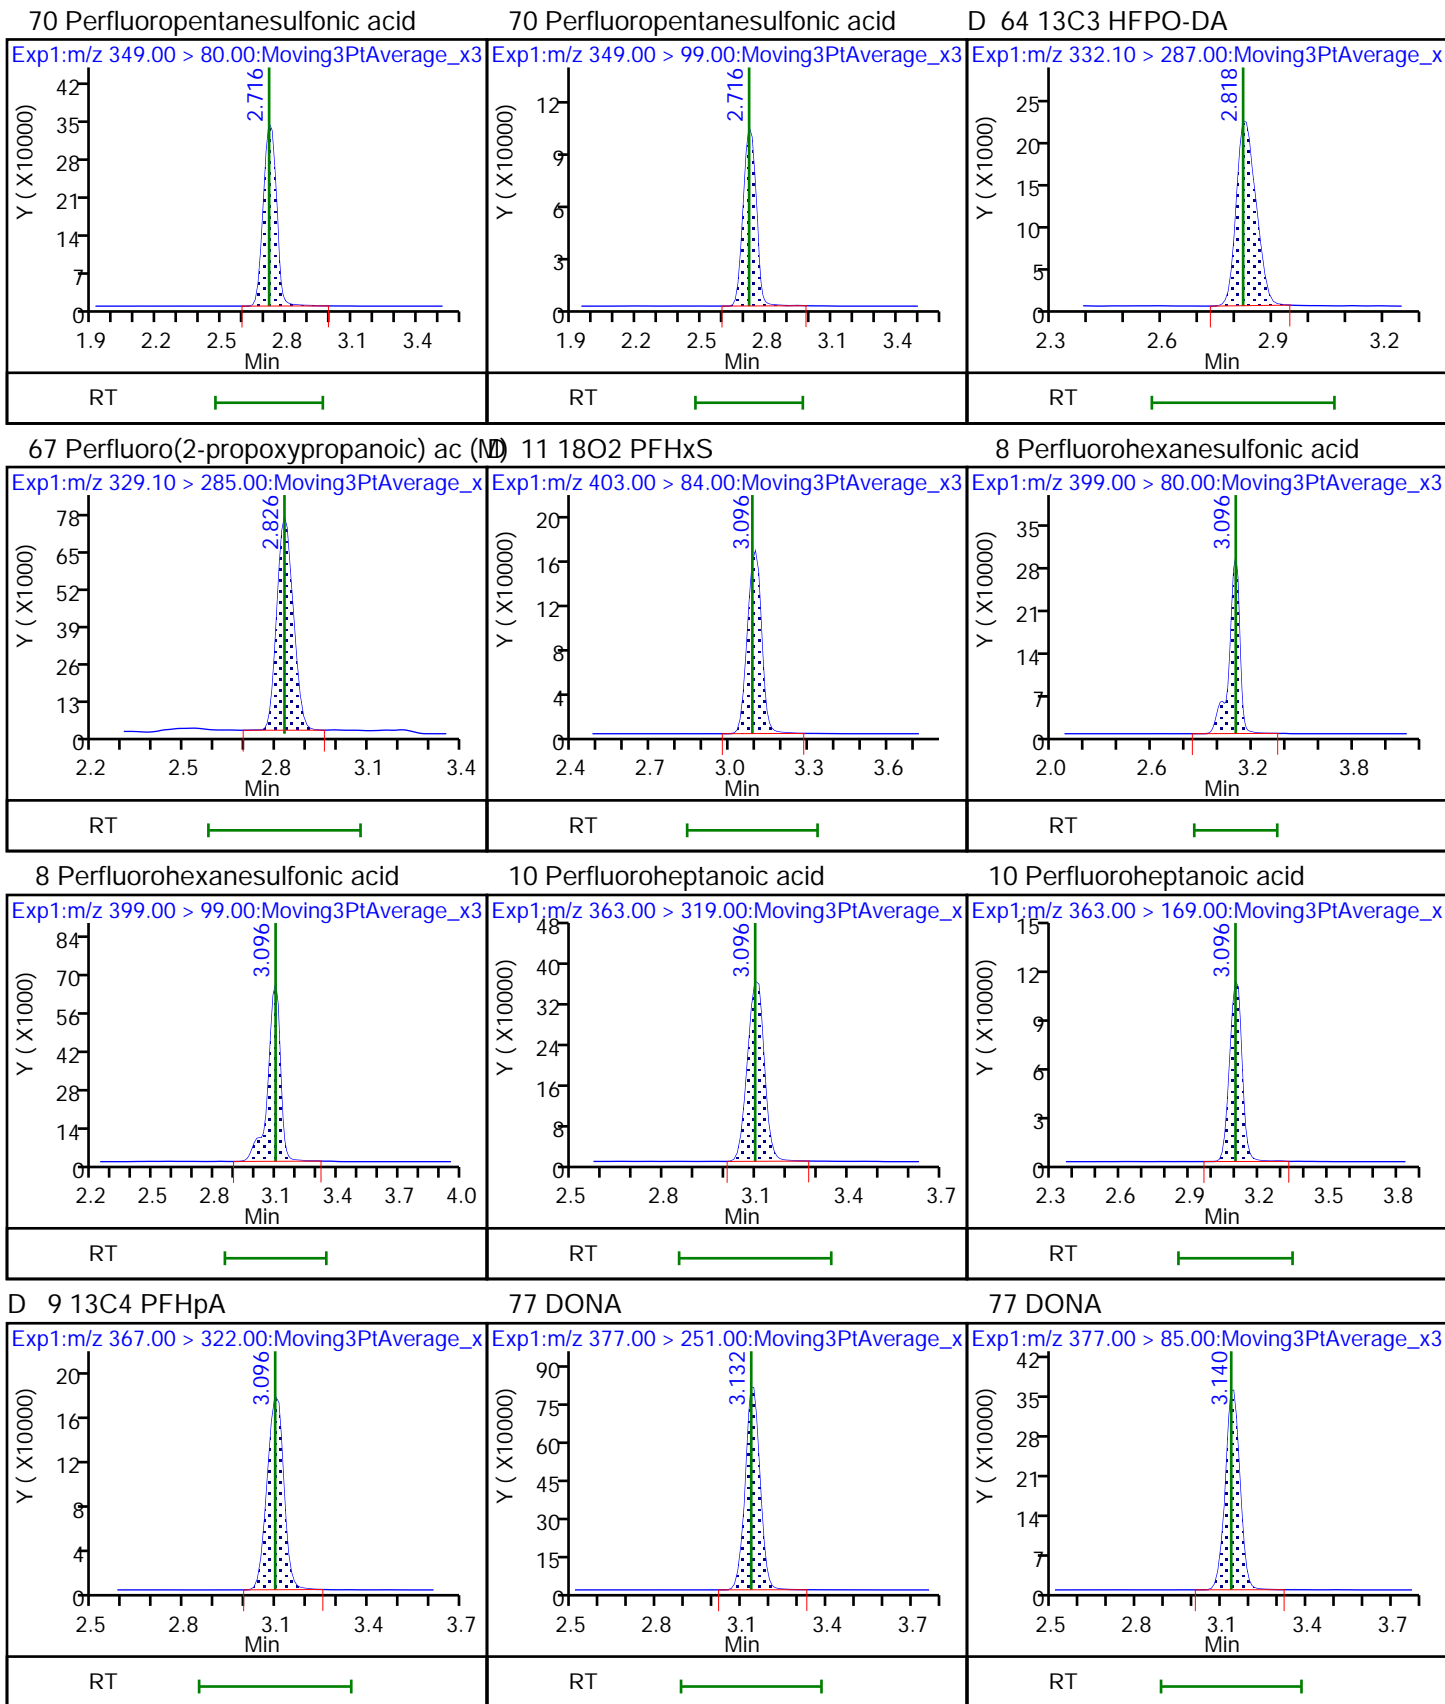 70 Perfluoropentanesulfonic acid
Exp1:m/z 349.00 > 80.00:Moving3PtAverage_x3
2.716
Y ( X10000)
42
35
28
21
14
7
0
1.9 2.2 2.5 2.8 3.1 3.4
Min
RT
70 Perfluoropentanesulfonic acid
Exp1:m/z 349.00 > 99.00:Moving3PtAverage_x3
2.716
Y ( X10000)
12
9
6
3
0
1.9 2.2 2.5 2.8 3.1 3.4
Min
RT
D 64 13C3 HFPO-DA
Exp1:m/z 332.10 > 287.00:Moving3PtAverage_x
2.818
Y ( X1000)
25
20
15
10
5
0
2.3 2.6 2.9 3.2
Min
RT
67 Perfluoro(2-propoxypropanoic) ac (M)
Exp1:m/z 329.10 > 285.00:Moving3PtAverage_x
2.826
Y ( X1000)
78
65
52
39
26
13
0
2.2 2.5 2.8 3.1 3.4
Min
RT
D 11 18O2 PFHxS
Exp1:m/z 403.00 > 84.00:Moving3PtAverage_x3
3.096
Y ( X10000)
20
16
12
8
4
0
2.4 2.7 3.0 3.3 3.6
Min
RT
8 Perfluorohexanesulfonic acid
Exp1:m/z 399.00 > 80.00:Moving3PtAverage_x3
3.096
Y ( X10000)
35
28
21
14
7
0
2.0 2.6 3.2 3.8
Min
RT
8 Perfluorohexanesulfonic acid
Exp1:m/z 399.00 > 99.00:Moving3PtAverage_x3
3.096
Y ( X1000)
84
70
56
42
28
14
0
2.2 2.5 2.8 3.1 3.4 3.7 4.0
Min
RT
10 Perfluoroheptanoic acid
Exp1:m/z 363.00 > 319.00:Moving3PtAverage_x
3.096
Y ( X10000)
48
40
32
24
16
8
0
2.5 2.8 3.1 3.4 3.7
Min
RT
10 Perfluoroheptanoic acid
Exp1:m/z 363.00 > 169.00:Moving3PtAverage_x
3.096
Y ( X10000)
15
12
9
6
3
0
2.3 2.6 2.9 3.2 3.5 3.8
Min
RT
D 9 13C4 PFHpA
Exp1:m/z 367.00 > 322.00:Moving3PtAverage_x
3.096
Y ( X10000)
20
16
12
8
4
0
2.5 2.8 3.1 3.4 3.7
Min
RT
77 DONA
Exp1:m/z 377.00 > 251.00:Moving3PtAverage_x
3.132
Y ( X10000)
90
75
60
45
30
15
0
2.5 2.8 3.1 3.4 3.7
Min
RT
77 DONA
Exp1:m/z 377.00 > 85.00:Moving3PtAverage_x3
3.140
Y ( X10000)
42
35
28
21
14
7
0
2.5 2.8 3.1 3.4 3.7
Min
RT